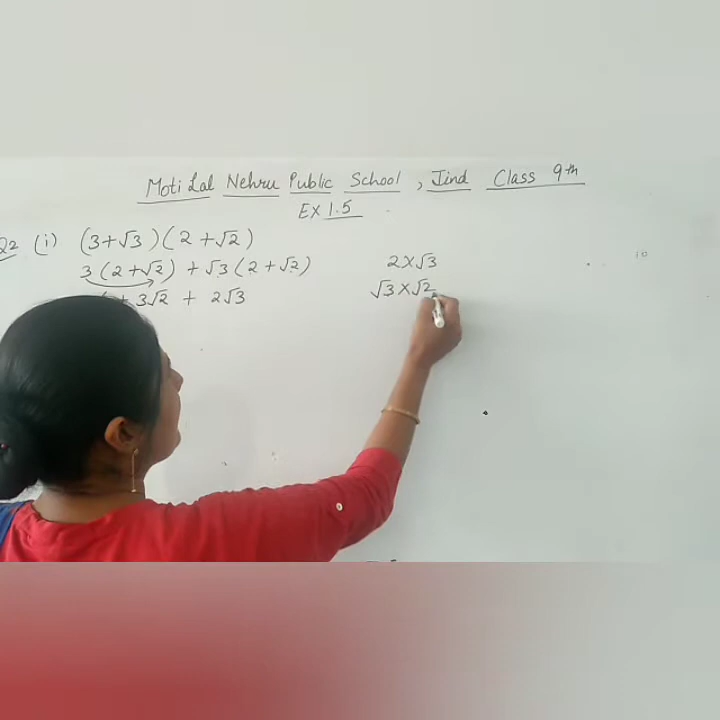 Moti Lal Nehru Public School, Jind Class 9th
EX 1.5
Q2 (i) (3+√3)(2+√2)
3(2+√2) + √3(2+√2)
+ 3√2 + 2√3
2×√3
√3×√2
10